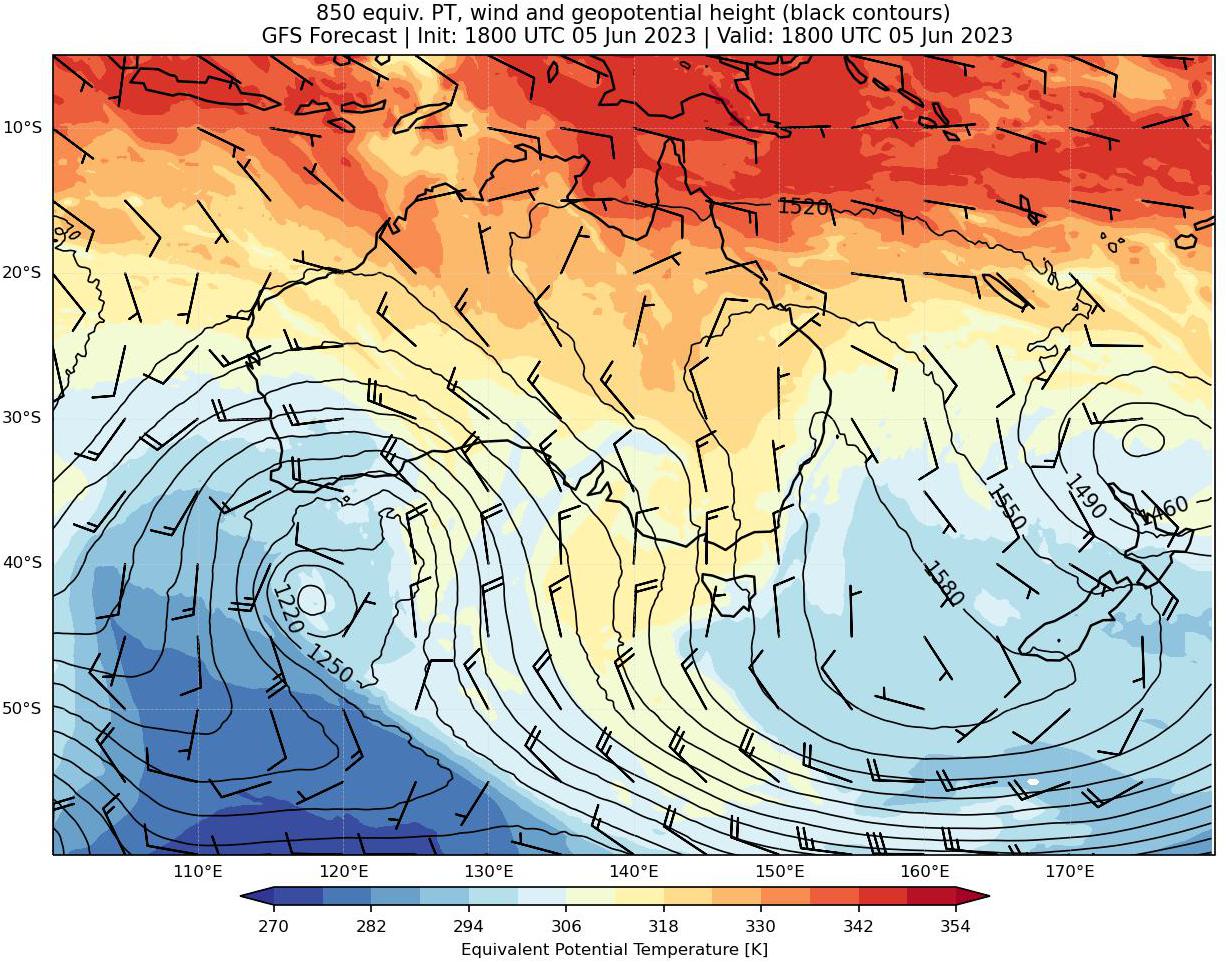 850 equiv. PT, wind and geopotential height (black contours)
GFS Forecast | Init: 1800 UTC 05 Jun 2023 | Valid: 1800 UTC 05 Jun 2023
10°S
1520
20°S
30°S
1550
1490
1460
40°S
1580
1220
1250
50°S
110°E 120°E 130°E 140°E 150°E 160°E 170°E
270 282 294 306 318 330 342 354
Equivalent Potential Temperature [K]